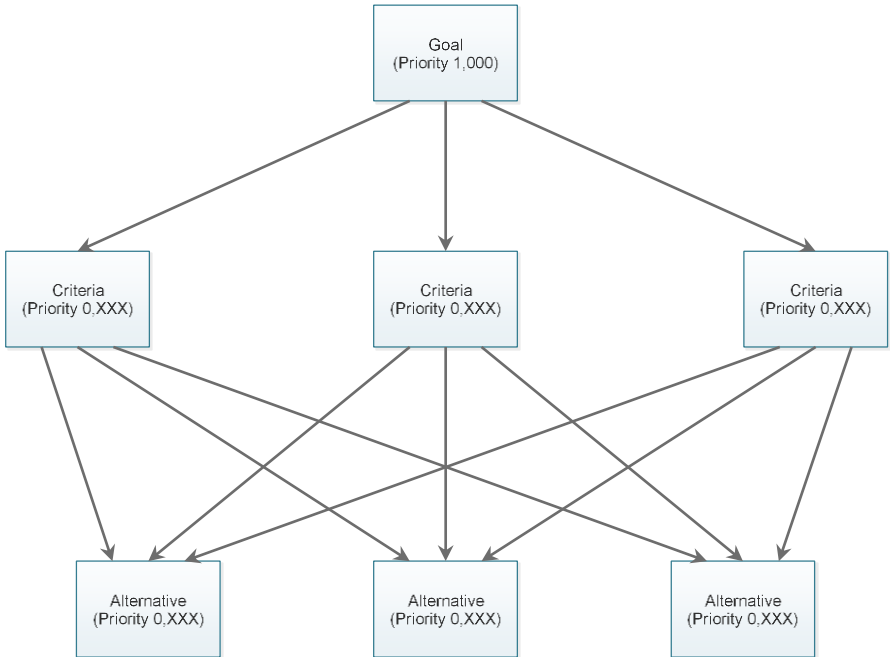 Goal
(Priority 1,000)
Criteria
(Priority 0,XXX)
Criteria
(Priority 0,XXX)
Criteria
(Priority 0,XXX)
Alternative
(Priority 0,XXX)
Alternative
(Priority 0,XXX)
Alternative
(Priority 0,XXX)